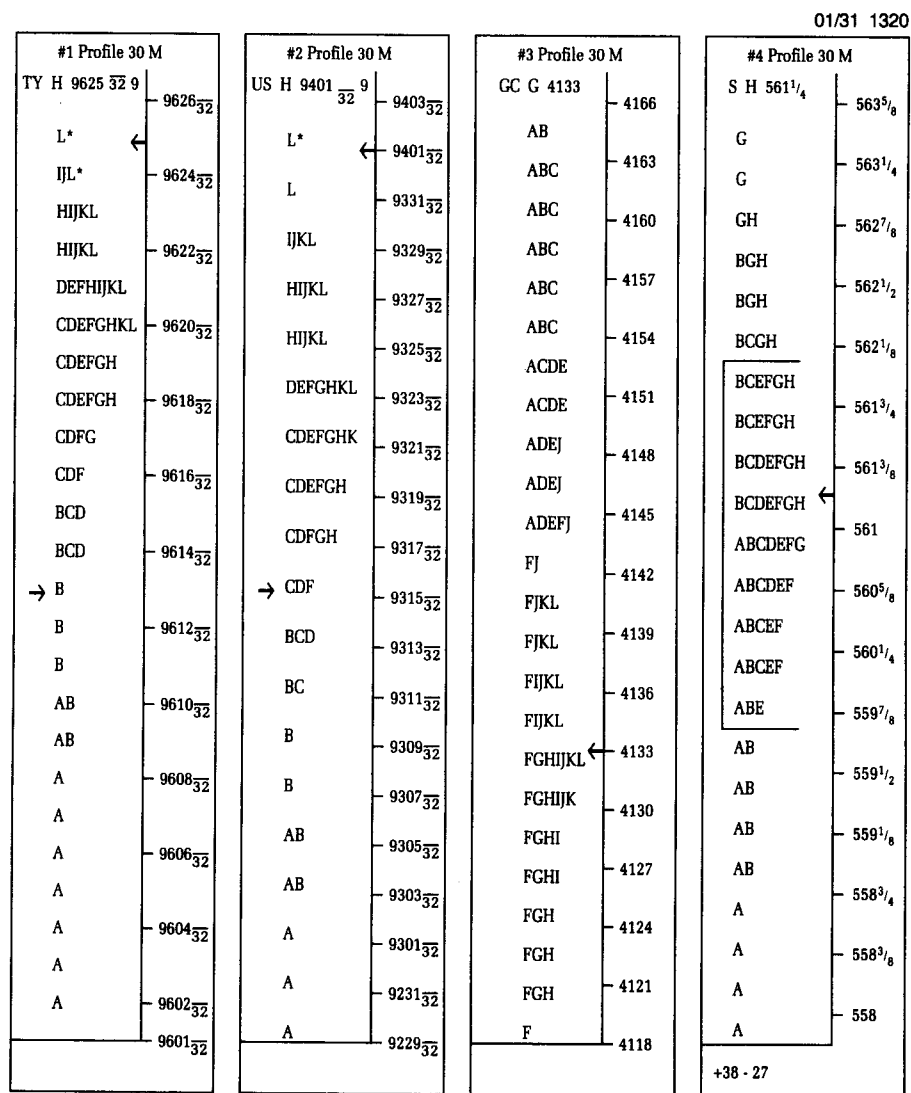 01/31 1320
#1 Profile 30 M
TY H 9625 32 9
9626 32
L*
IJL*
9624 32
HIJKL
HIJKL
9622 32
DEFHIJKL
CDEFGHKL
9620 32
CDEFGH
CDEFGH
9618 32
CDFG
CDF
9616 32
BCD
BCD
9614 32
→ B
B
9612 32
B
AB
9610 32
AB
A
9608 32
A
A
9606 32
A
A
9604 32
A
A
9602 32
9601 32
#2 Profile 30 M
US H 9401 32 9
9403 32
L*
9401 32
L
9331 32
IJKL
9329 32
HIJKL
9327 32
HIJKL
9325 32
DEFGHKL
9323 32
CDEFGHK
9321 32
CDEFGH
9319 32
CDFGH
9317 32
→ CDF
9315 32
BCD
9313 32
BC
9311 32
B
9309 32
B
9307 32
AB
9305 32
AB
9303 32
A
9301 32
A
9231 32
A
9229 32
#3 Profile 30 M
GC G 4133
4166
AB
4163
ABC
ABC
4160
ABC
4157
ABC
ABC
4154
ACDE
4151
ACDE
ADEJ
4148
ADEJ
4145
ADEFJ
FJ
4142
FJKL
4139
FJKL
FIJKL
4136
FIJKL
FGHIJKL ← 4133
FGHIJK
4130
FGHI
4127
FGHI
FGH
4124
FGH
4121
FGH
F
4118
#4 Profile 30 M
S H 561 1/4
563 5/8
G
563 1/4
G
GH
562 7/8
BGH
562 1/2
BGH
BCGH
562 1/8
BCEFGH
561 3/4
BCEFGH
BCDEFGH
561 3/8
BCDEFGH ←
561
ABCDEFG
ABCDEF
560 5/8
ABCEF
560 1/4
ABCEF
ABE
559 7/8
AB
559 1/2
AB
AB
559 1/8
AB
558 3/4
A
A
558 3/8
A
558
A
+38 - 27